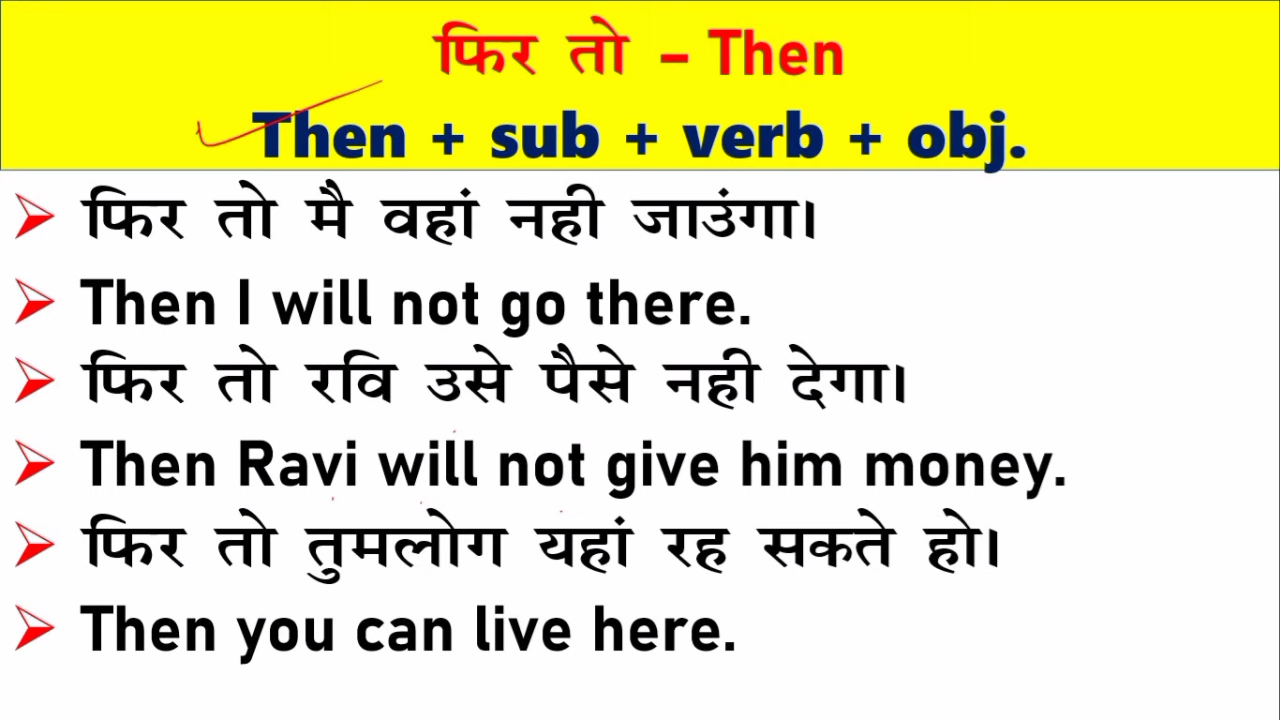 फिर तो – Then
Then + sub + verb + obj.
फिर तो मै वहां नही जाउंगा।
Then I will not go there.
फिर तो रवि उसे पैसे नही देगा।
Then Ravi will not give him money.
फिर तो तुमलोग यहां रह सकते हो।
Then you can live here.